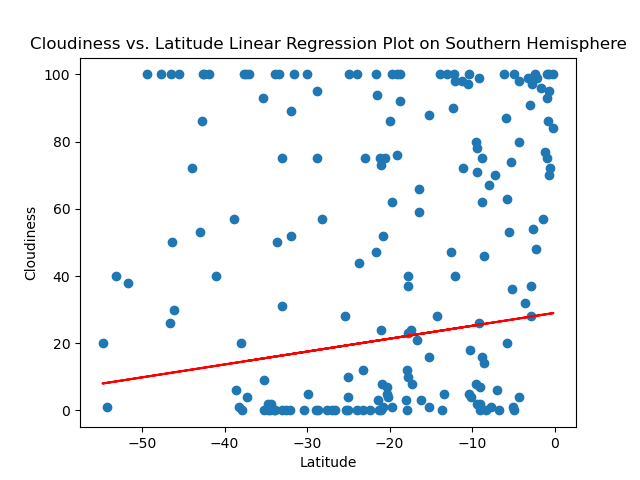 Cloudiness vs. Latitude Linear Regression Plot on Southern Hemisphere
100
80
60
40
20
0
Cloudiness
−50 −40 −30 −20 −10 0
Latitude